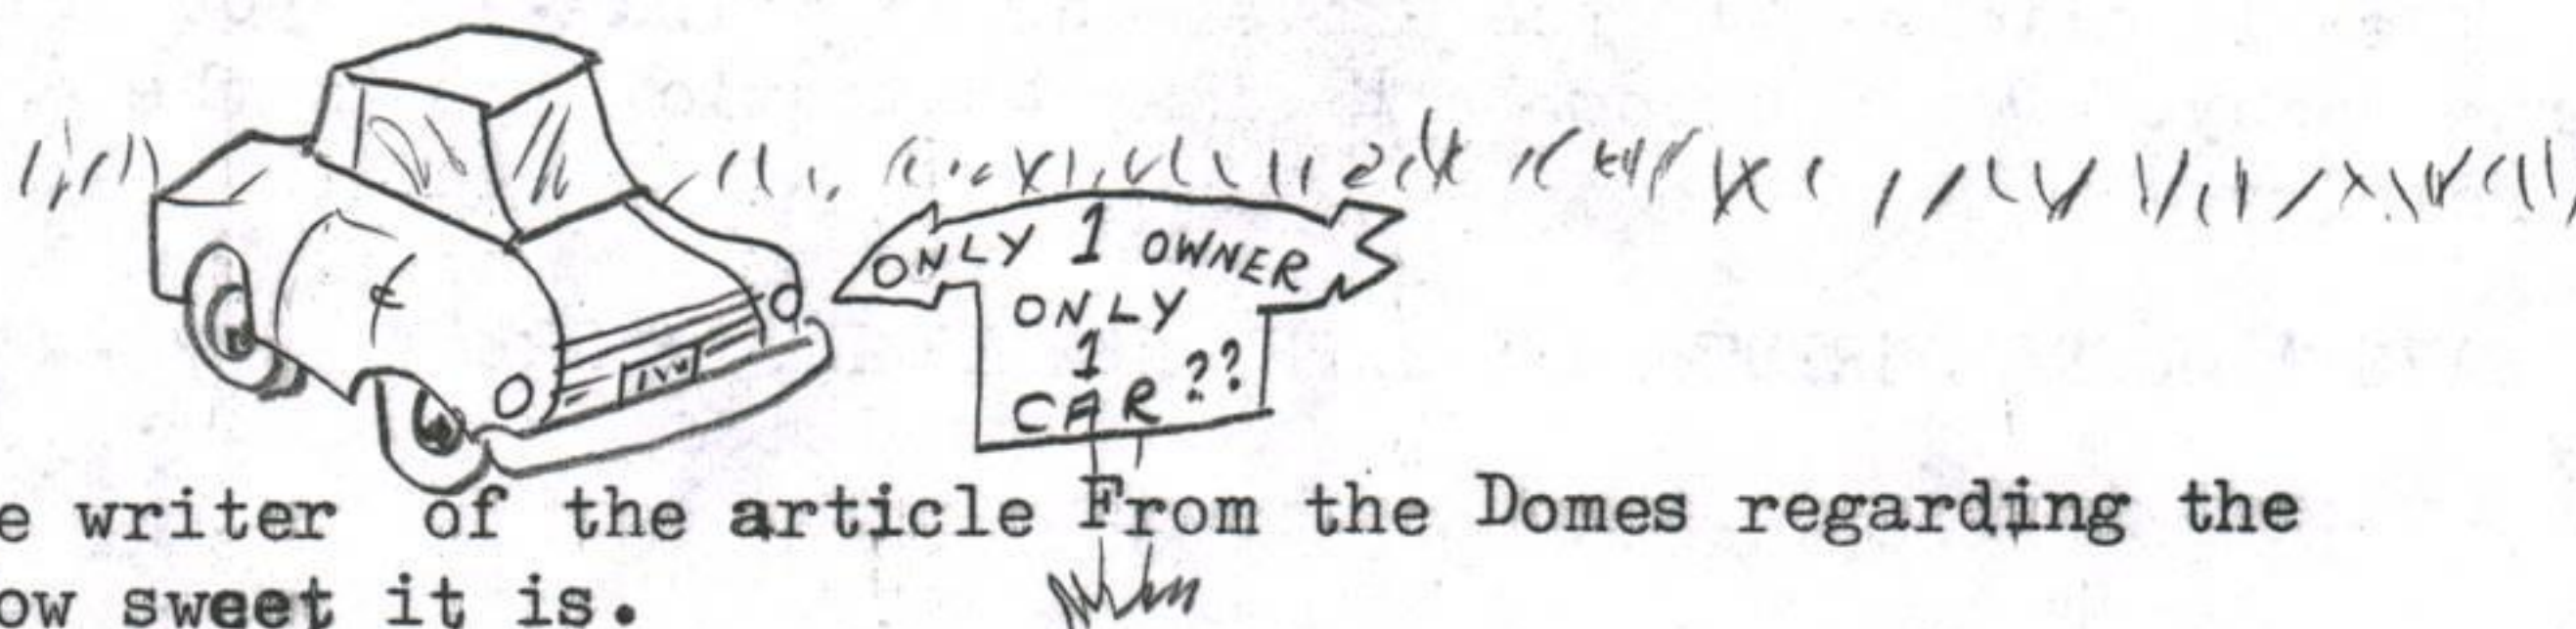 ONLY 1 OWNER
ONLY
1
CAR ??
e writer of the article From the Domes regarding the
ow sweet it is.